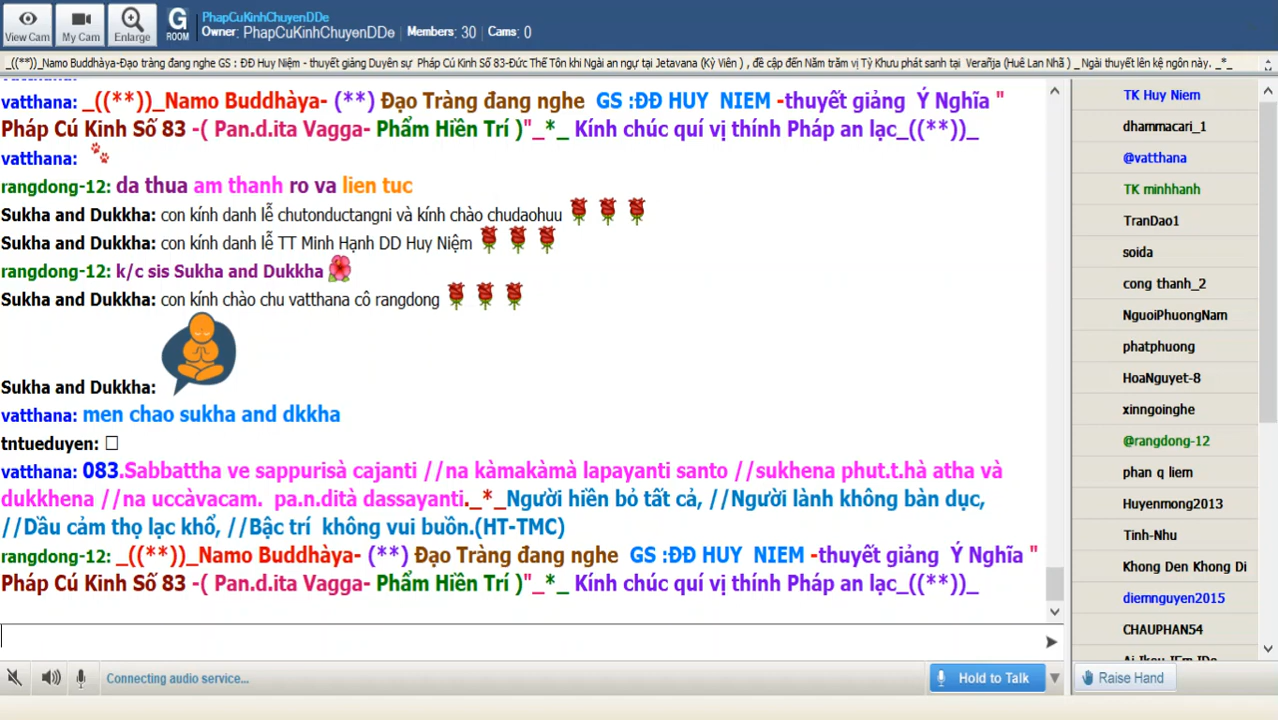 PhapCuKinhChuyenDDe
Owner: PhapCuKinhChuyenDDe Members: 30 Cams: 0
View Cam
My Cam
Enlarge
G
ROOM
_((**))_Namo Buddhàya-Đạo tràng đang nghe GS : ĐĐ Huy Niệm - thuyết giảng Duyên sự Pháp Cú Kinh Số 83-Đức Thế Tôn khi Ngài an ngự tại Jetavana (Kỳ Viên) , đề cập đến Năm trăm vị Tỳ Khưu phát sanh tại Verañja (Huê Lan Nhã ) _ Ngài thuyết lên kệ ngôn này. _*_
vatthana: _((**))_Namo Buddhàya- (**) Đạo Tràng đang nghe GS :ĐĐ HUY NIEM -thuyết giảng Ý Nghĩa "
Pháp Cú Kinh Số 83 -( Pan.d.ita Vagga- Phẩm Hiền Trí )"_*_ Kính chúc quí vị thính Pháp an lạc_((**))_
vatthana:
rangdong-12: da thua am thanh ro va lien tuc
Sukha and Dukkha: con kính danh lễ chutonductangni và kính chào chudaohuu
Sukha and Dukkha: con kính danh lễ TT Minh Hạnh DD Huy Niệm
rangdong-12: k/c sis Sukha and Dukkha
Sukha and Dukkha: con kính chào chu vatthana cô rangdong
Sukha and Dukkha:
vatthana: men chao sukha and dkkha
tntueduyen:
vatthana: 083.Sabbattha ve sappurisà cajanti //na kàmakàmà lapayanti santo //sukhena phut.t.hà atha và
dukkhena //na uccàvacam. pa.n.dità dassayanti._*_Người hiền bỏ tất cả, //Người lành không bàn dục,
//Dầu cảm thọ lạc khổ, //Bậc trí không vui buồn.(HT-TMC)
rangdong-12: _((**))_Namo Buddhàya- (**) Đạo Tràng đang nghe GS :ĐĐ HUY NIEM -thuyết giảng Ý Nghĩa "
Pháp Cú Kinh Số 83 -( Pan.d.ita Vagga- Phẩm Hiền Trí )"_*_ Kính chúc quí vị thính Pháp an lạc_((**))_
Connecting audio service...
Hold to Talk
TK Huy Niem
dhammacari_1
@vatthana
TK minhhanh
TranDao1
soida
cong thanh_2
NguoiPhuongNam
phatphuong
HoaNguyet-8
xinngoinghe
@rangdong-12
phan q liem
Huyenmong2013
Tinh-Nhu
Khong Den Khong Di
diemnguyen2015
CHAUPHAN54
Raise Hand